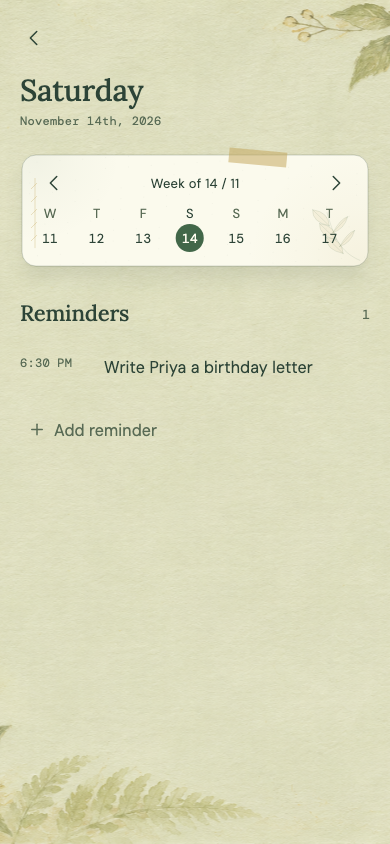 Saturday
November 14th, 2026
Week of 14 / 11
W T F S S M T
11 12 13 14 15 16 17
Reminders 1
6:30 PM Write Priya a birthday letter
+ Add reminder